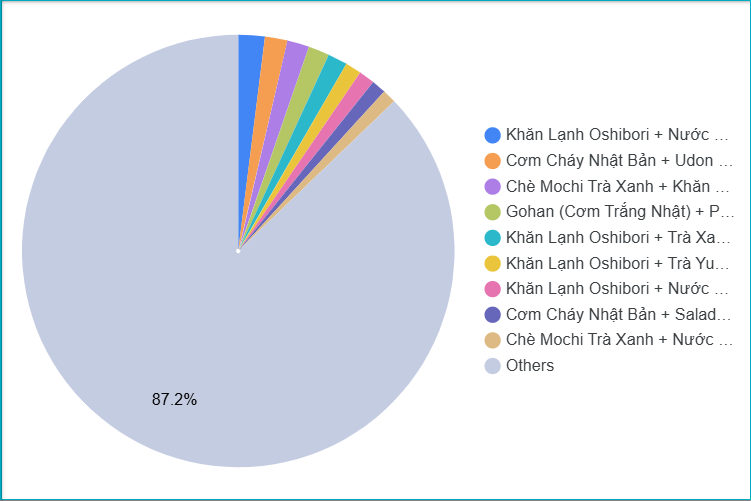 Khăn Lạnh Oshibori + Nước ...
Cơm Cháy Nhật Bản + Udon ...
Chè Mochi Trà Xanh + Khăn ...
Gohan (Cơm Trắng Nhật) + P...
Khăn Lạnh Oshibori + Trà Xa...
Khăn Lạnh Oshibori + Trà Yu...
Khăn Lạnh Oshibori + Nước ...
Cơm Cháy Nhật Bản + Salad...
Chè Mochi Trà Xanh + Nước ...
Others
87.2%